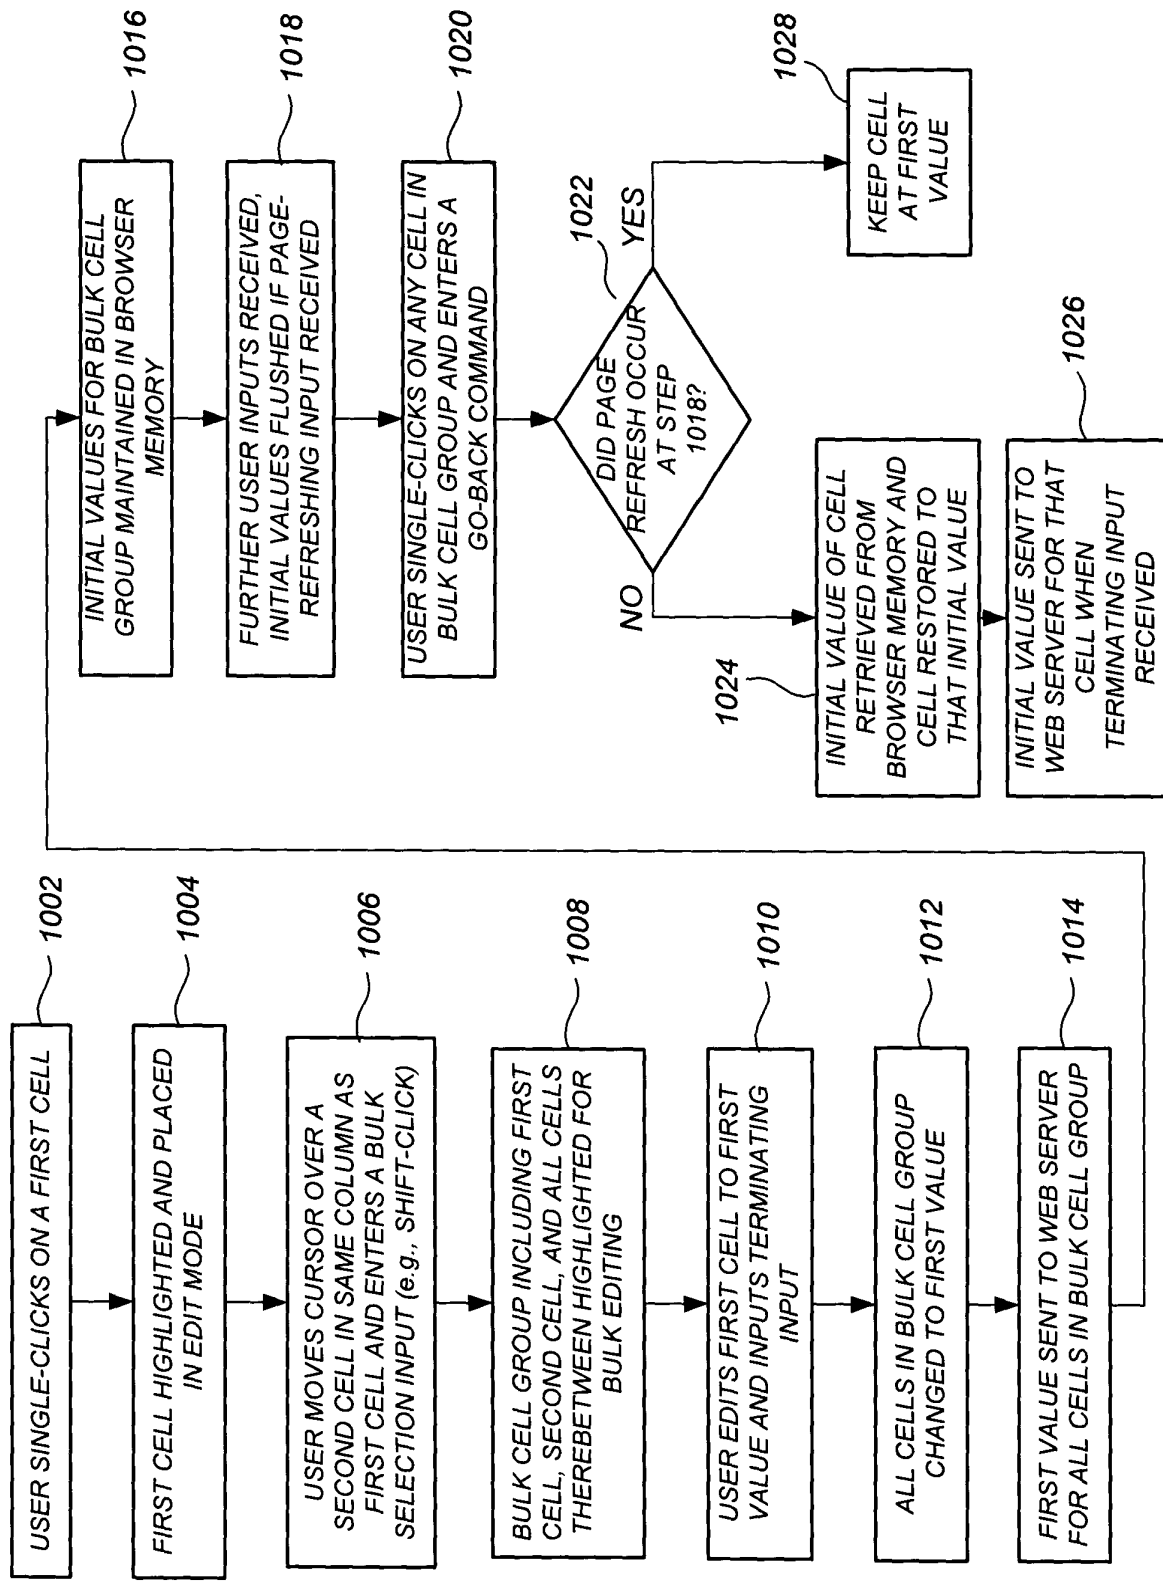 USER SINGLE-CLICKS ON A FIRST CELL
1002
FIRST CELL HIGHLIGHTED AND PLACED
IN EDIT MODE
1004
USER MOVES CURSOR OVER A
SECOND CELL IN SAME COLUMN AS
FIRST CELL AND ENTERS A BULK
SELECTION INPUT (e.g., SHIFT-CLICK)
1006
BULK CELL GROUP INCLUDING FIRST
CELL, SECOND CELL, AND ALL CELLS
THEREBETWEEN HIGHLIGHTED FOR
BULK EDITING
1008
USER EDITS FIRST CELL TO FIRST
VALUE AND INPUTS TERMINATING
INPUT
1010
ALL CELLS IN BULK CELL GROUP
CHANGED TO FIRST VALUE
1012
FIRST VALUE SENT TO WEB SERVER
FOR ALL CELLS IN BULK CELL GROUP
1014
INITIAL VALUES FOR BULK CELL
GROUP MAINTAINED IN BROWSER
MEMORY
1016
FURTHER USER INPUTS RECEIVED,
INITIAL VALUES FLUSHED IF PAGE-
REFRESHING INPUT RECEIVED
1018
USER SINGLE-CLICKS ON ANY CELL IN
BULK CELL GROUP AND ENTERS A
GO-BACK COMMAND
1020
DID PAGE
REFRESH OCCUR
AT STEP
1018?
1022
NO
YES
INITIAL VALUE OF CELL
RETRIEVED FROM
BROWSER MEMORY AND
CELL RESTORED TO
THAT INITIAL VALUE
1024
INITIAL VALUE SENT TO
WEB SERVER FOR THAT
CELL WHEN
TERMINATING INPUT
RECEIVED
1026
KEEP CELL
AT FIRST
VALUE
1028